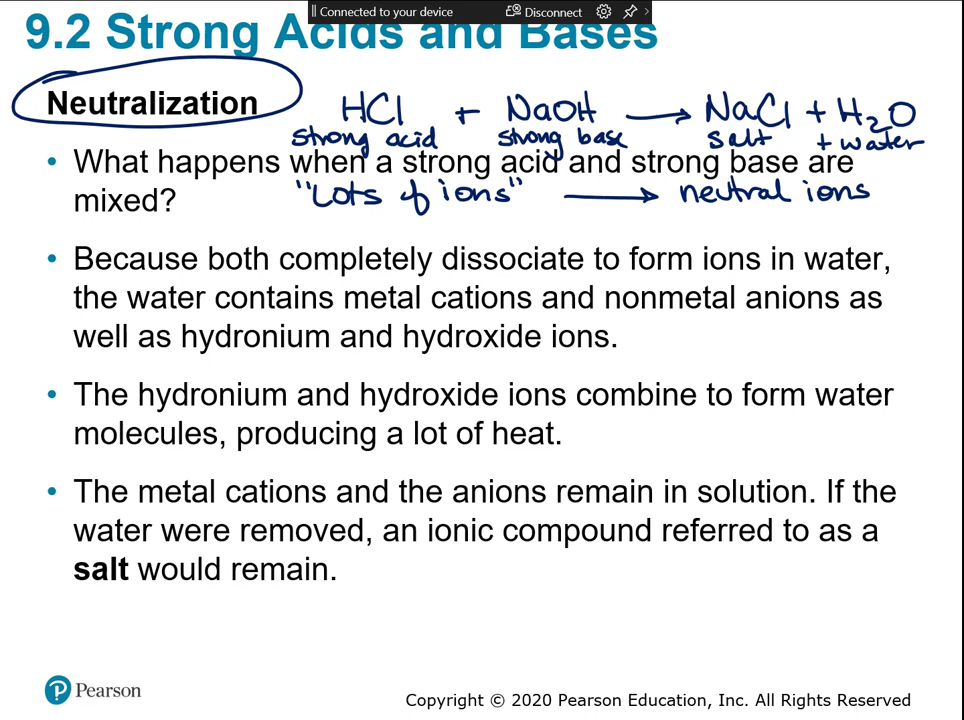 Connected to your device Disconnect
9.2 Strong Acids and Bases
Neutralization
HCl + NaOH → NaCl + H₂O
strong acid strong base salt + water
• What happens when a strong acid and strong base are
mixed?
"Lots of ions" → neutral ions
• Because both completely dissociate to form ions in water,
the water contains metal cations and nonmetal anions as
well as hydronium and hydroxide ions.
• The hydronium and hydroxide ions combine to form water
molecules, producing a lot of heat.
• The metal cations and the anions remain in solution. If the
water were removed, an ionic compound referred to as a
salt would remain.
Pearson
Copyright © 2020 Pearson Education, Inc. All Rights Reserved